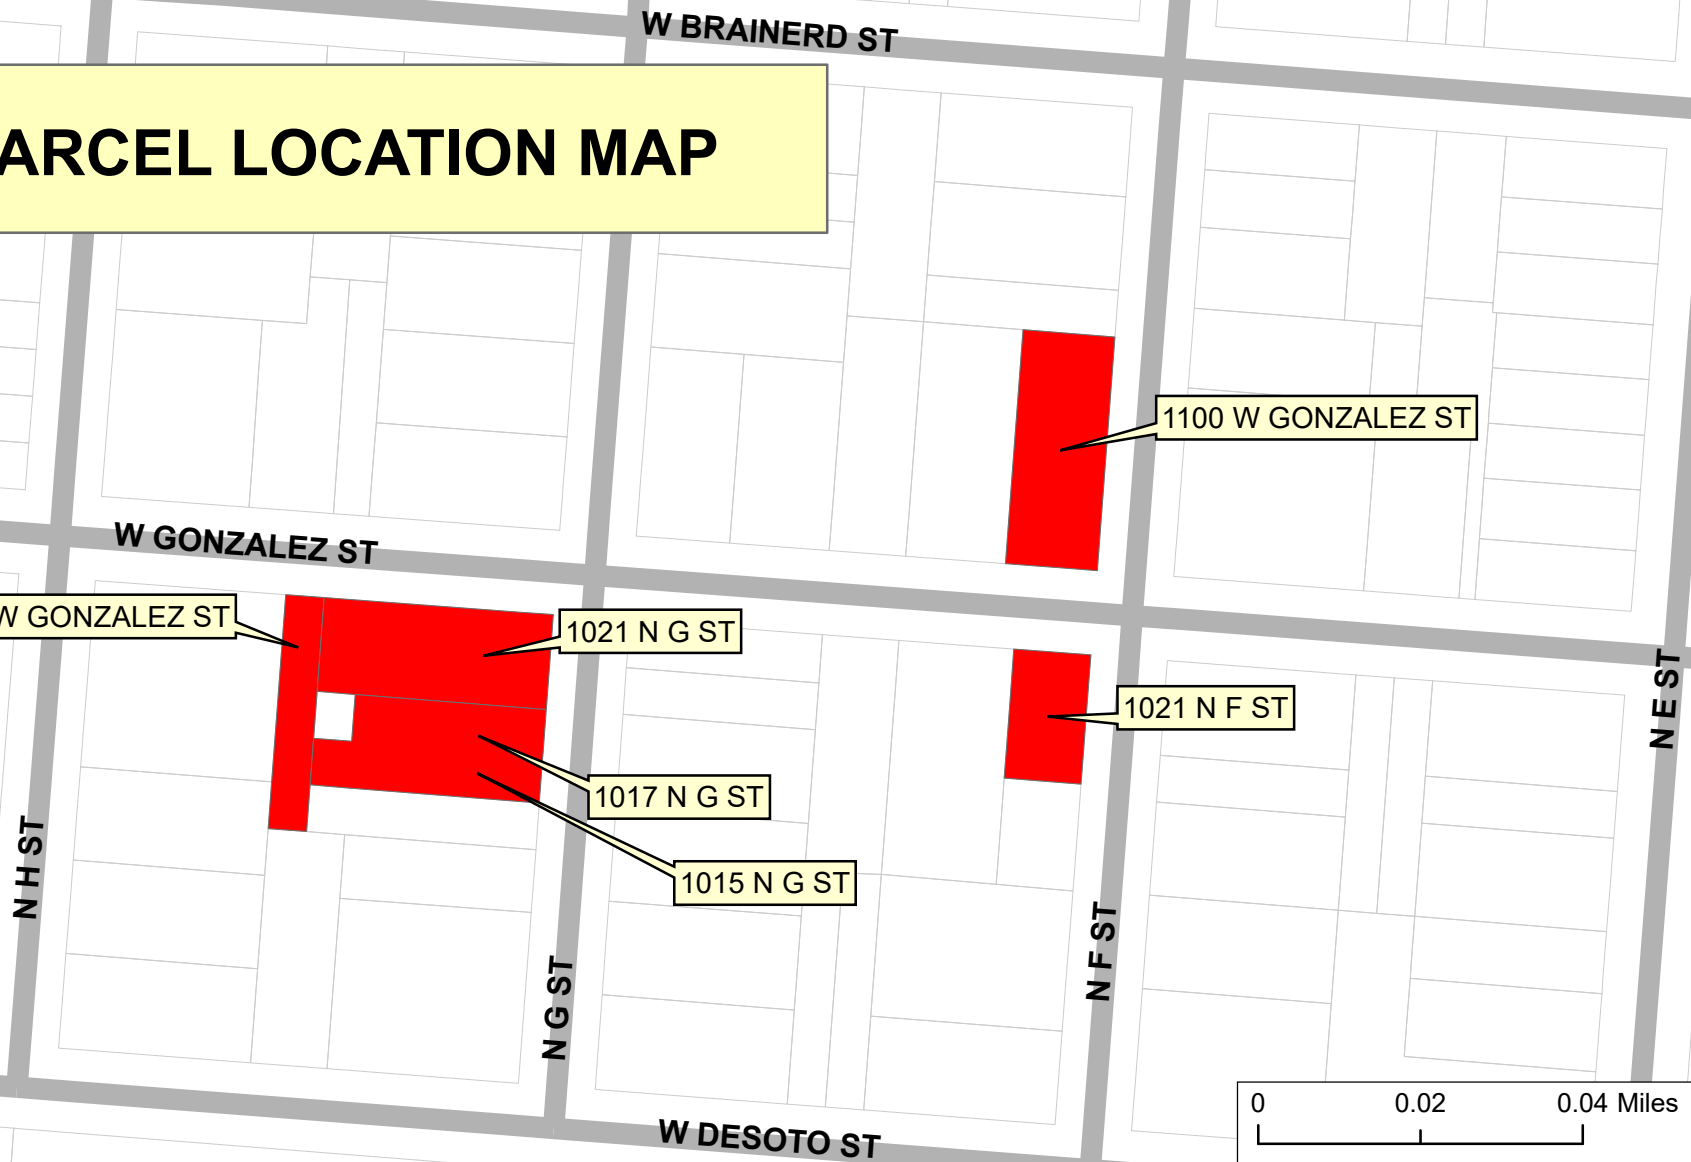 W BRAINERD ST
ARCEL LOCATION MAP
1100 W GONZALEZ ST
W GONZALEZ ST
W GONZALEZ ST
1021 N G ST
1021 N F ST
N E ST
1017 N G ST
1015 N G ST
N H ST
N G ST
N F ST
W DESOTO ST
0 0.02 0.04 Miles